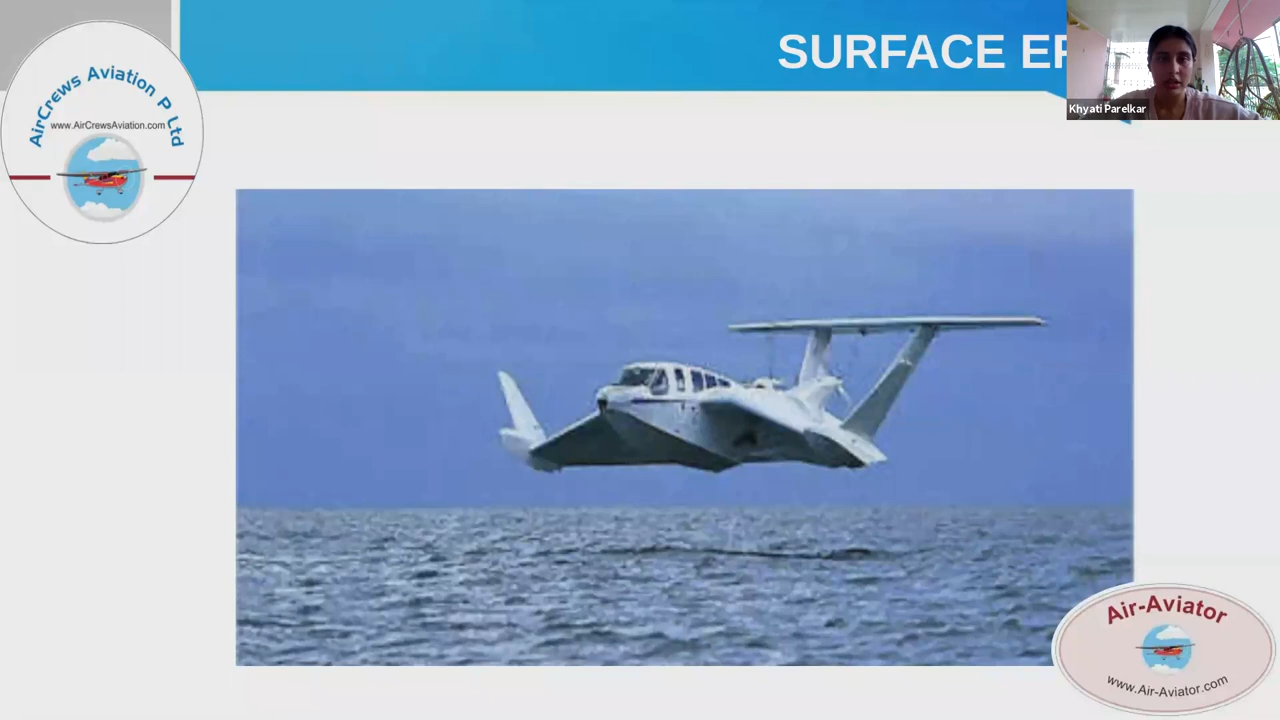 SURFACE EF
Khyati Parelkar
AirCrews Aviation P Ltd
www.AirCrewsAviation.com
Air-Aviator
www.Air-Aviator.com